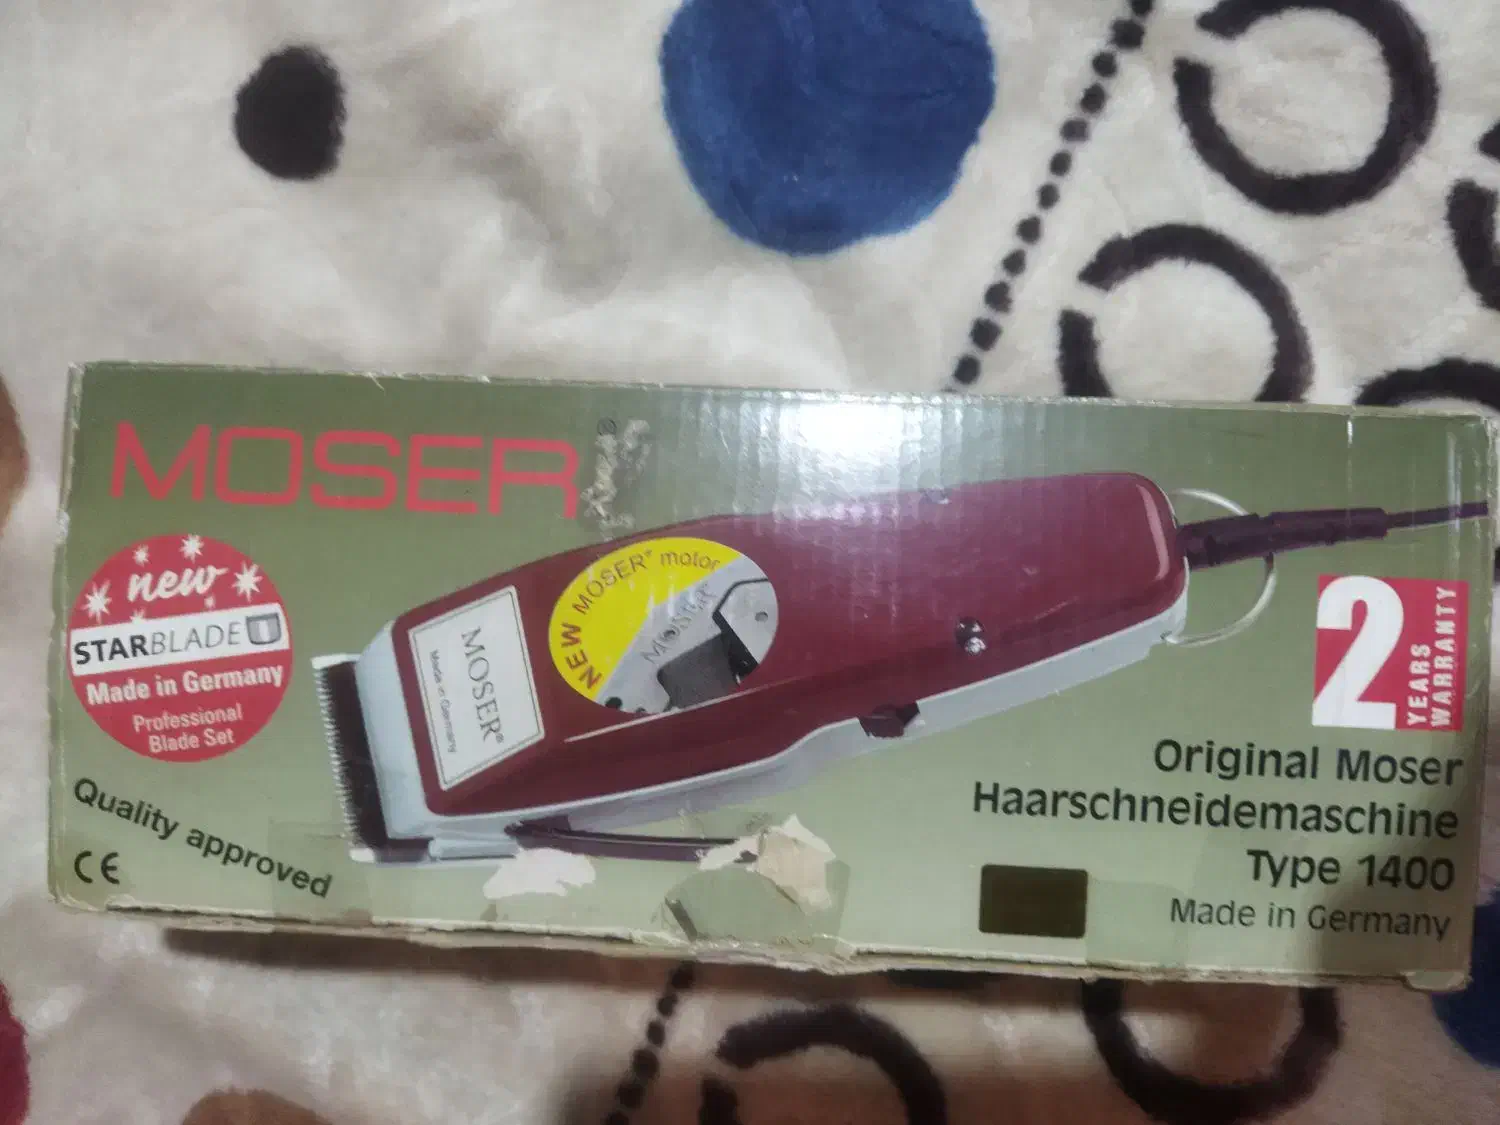 MOSER®
new
STARBLADE
Made in Germany
Professional
Blade Set
Quality approved
CE
MOSER®
Made in Germany
NEW MOSER® motor
MOSER
2
YEARS
WARRANTY
Original Moser
Haarschneidemaschine
Type 1400
Made in Germany